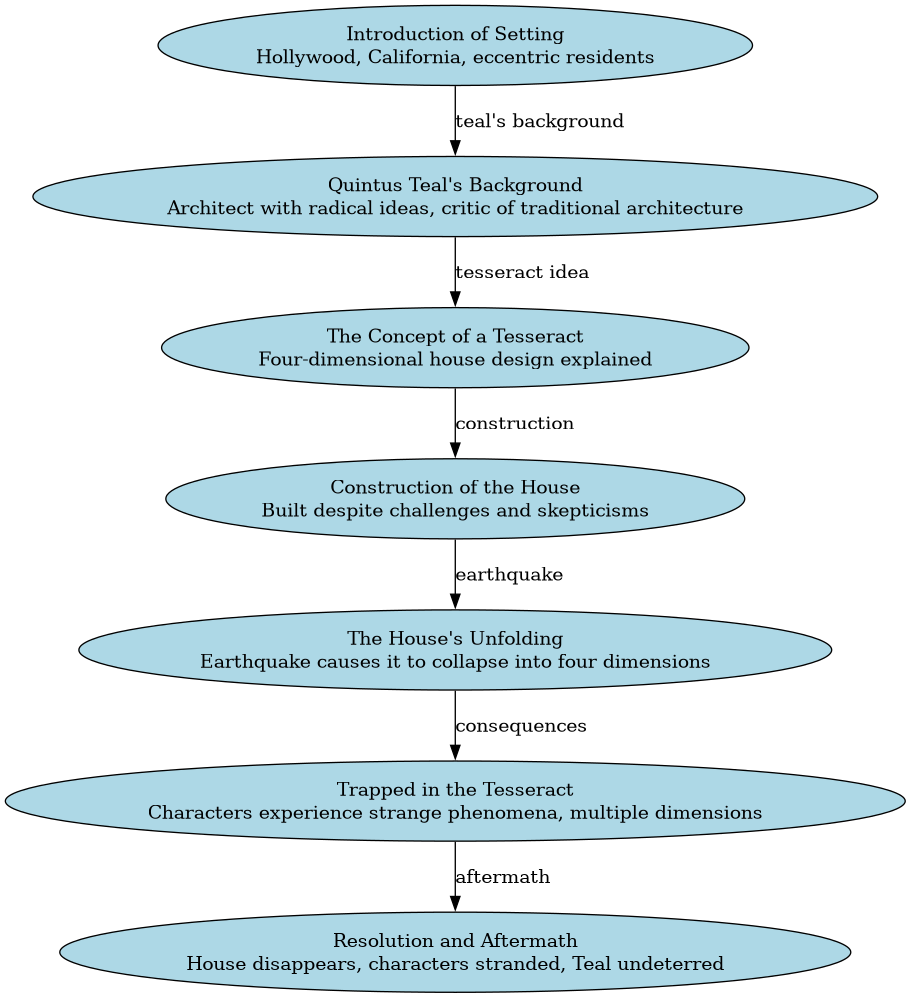 Introduction of Setting
Hollywood, California, eccentric residents
teal's background
Quintus Teal's Background
Architect with radical ideas, critic of traditional architecture
tesseract idea
The Concept of a Tesseract
Four-dimensional house design explained
construction
Construction of the House
Built despite challenges and skepticisms
earthquake
The House's Unfolding
Earthquake causes it to collapse into four dimensions
consequences
Trapped in the Tesseract
Characters experience strange phenomena, multiple dimensions
aftermath
Resolution and Aftermath
House disappears, characters stranded, Teal undeterred